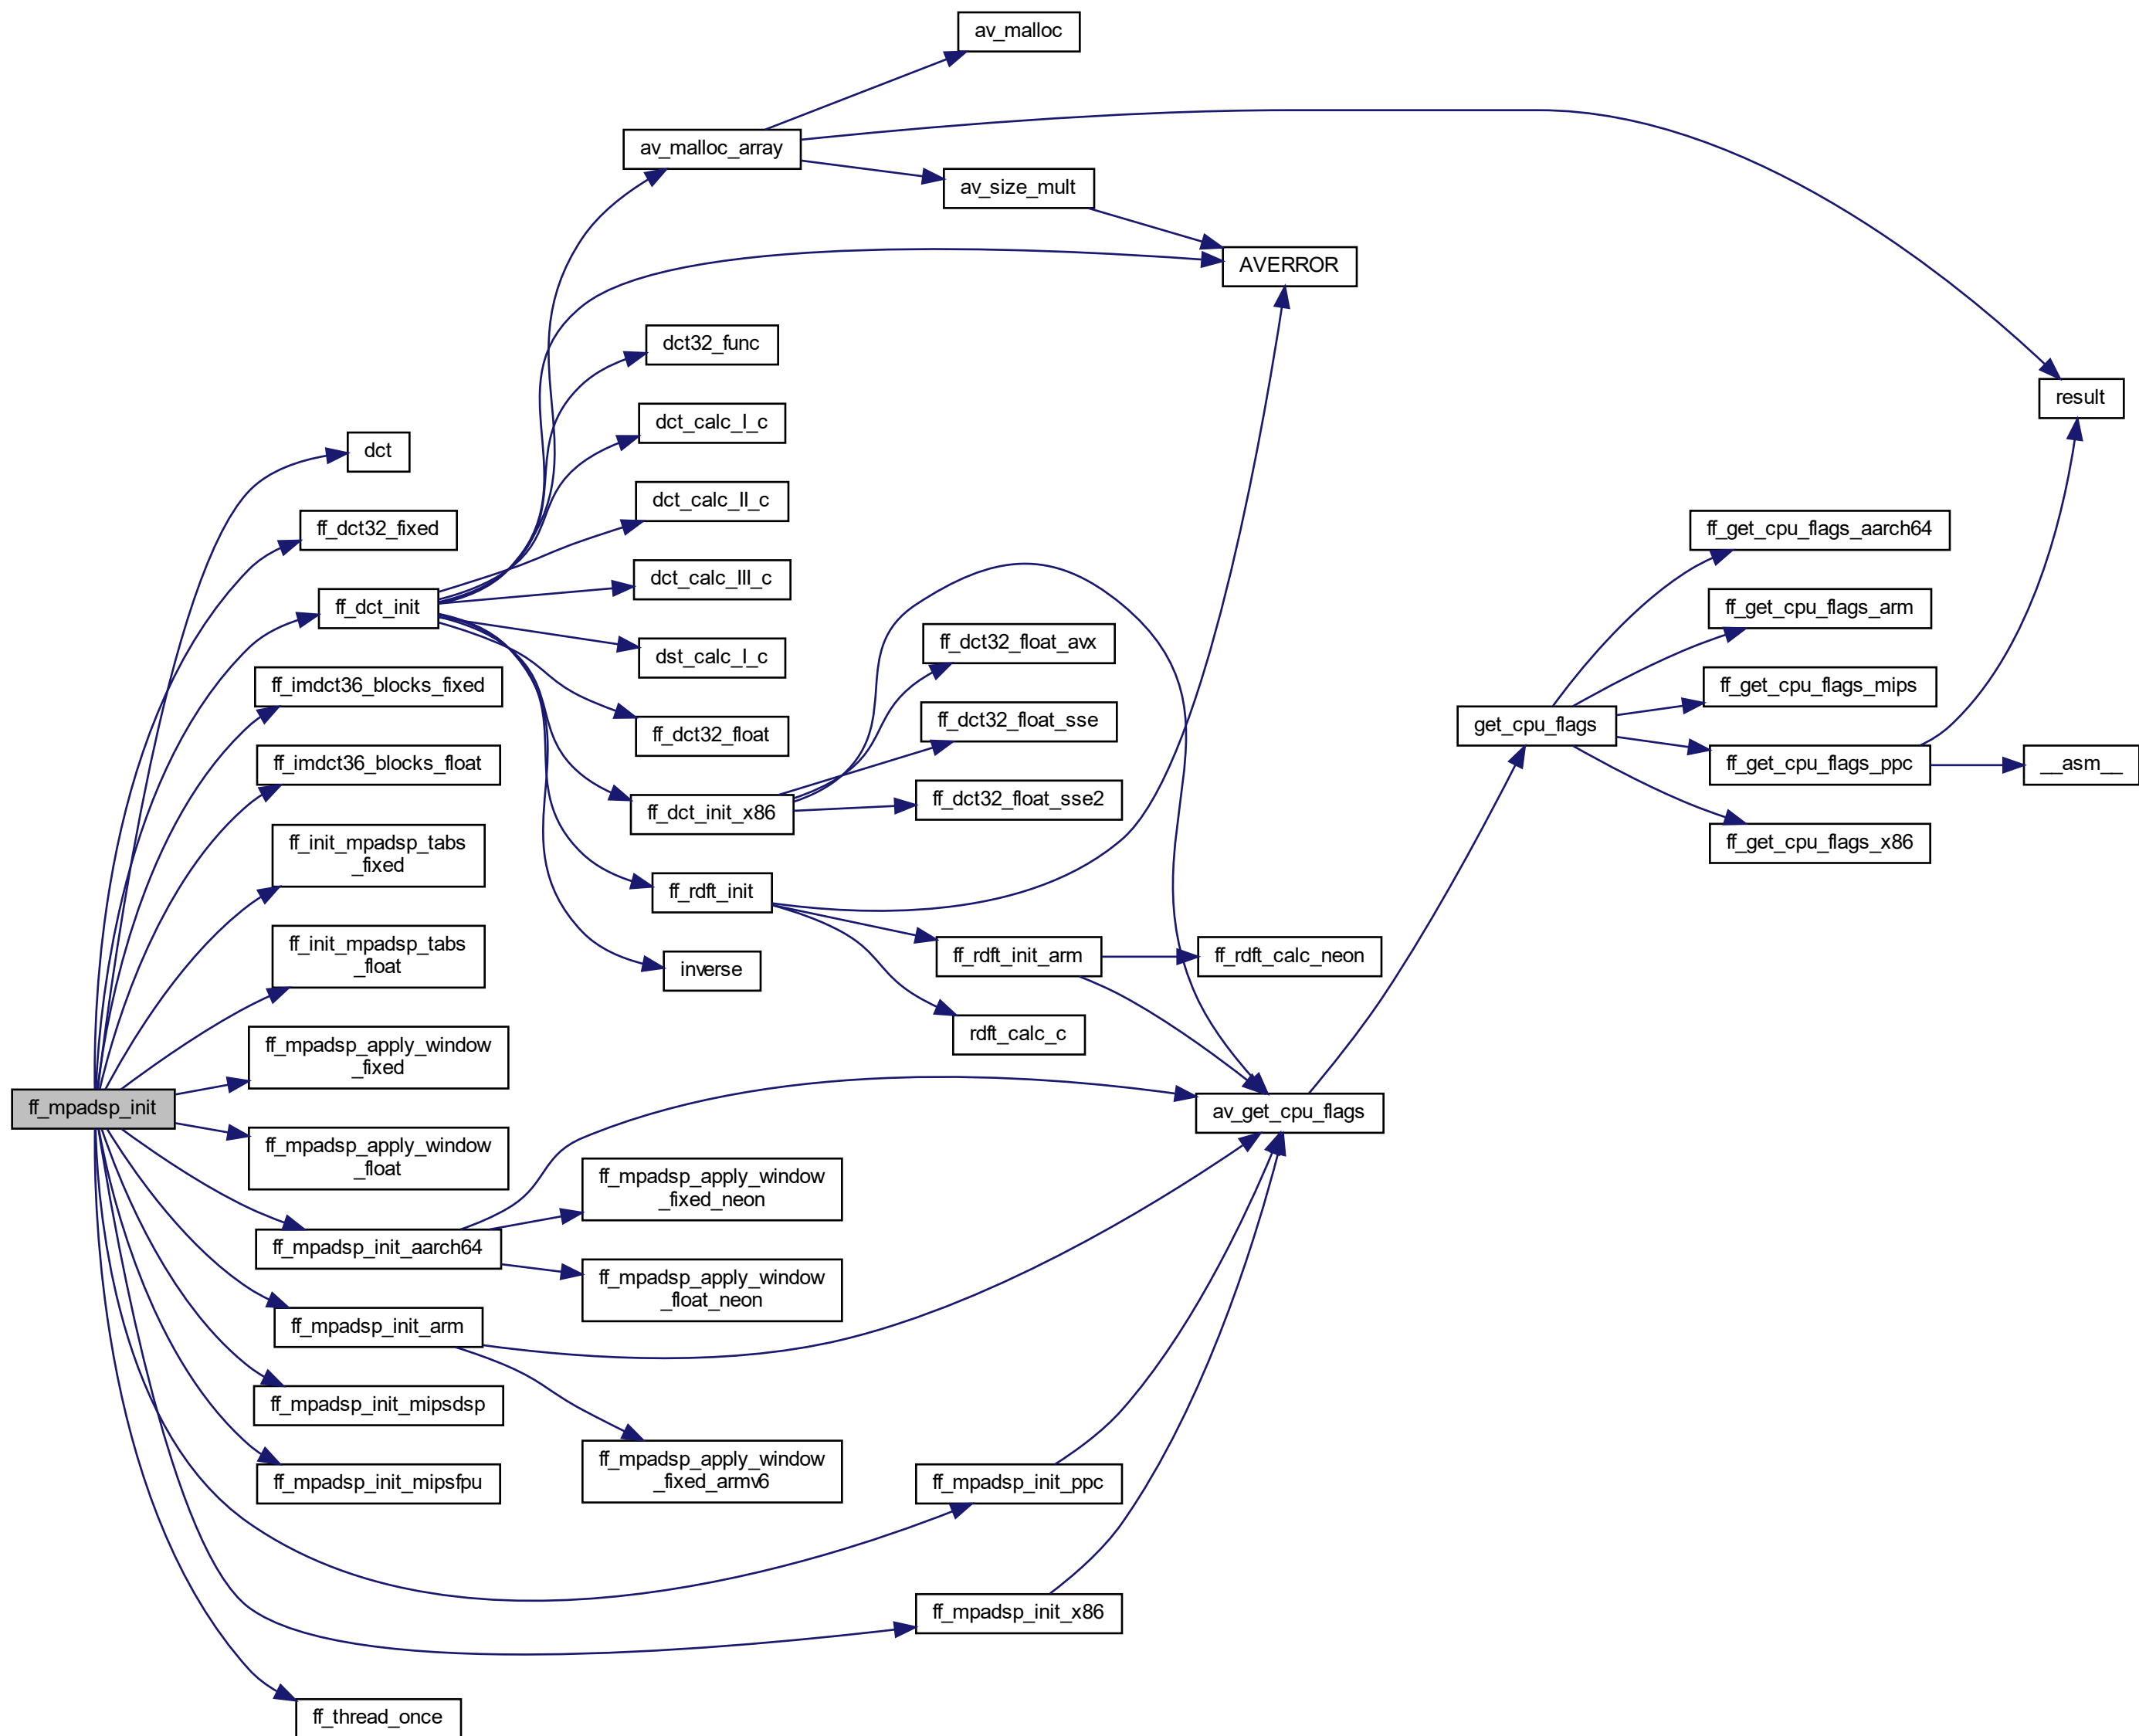 av_malloc
av_malloc_array
av_size_mult
AVERROR
dct32_func
result
dct_calc_I_c
dct
dct_calc_II_c
ff_dct32_fixed
ff_get_cpu_flags_aarch64
dct_calc_III_c
ff_dct_init
ff_get_cpu_flags_arm
ff_dct32_float_avx
dst_calc_I_c
ff_imdct36_blocks_fixed
ff_get_cpu_flags_mips
ff_dct32_float_sse
get_cpu_flags
ff_dct32_float
ff_imdct36_blocks_float
ff_get_cpu_flags_ppc
__asm__
ff_dct32_float_sse2
ff_dct_init_x86
ff_get_cpu_flags_x86
ff_init_mpadsp_tabs
_fixed
ff_rdft_init
ff_init_mpadsp_tabs
_float
ff_rdft_init_arm
ff_rdft_calc_neon
inverse
rdft_calc_c
ff_mpadsp_apply_window
_fixed
ff_mpadsp_init
av_get_cpu_flags
ff_mpadsp_apply_window
_float
ff_mpadsp_apply_window
_fixed_neon
ff_mpadsp_init_aarch64
ff_mpadsp_apply_window
_float_neon
ff_mpadsp_init_arm
ff_mpadsp_init_mipsdsp
ff_mpadsp_apply_window
_fixed_armv6
ff_mpadsp_init_mipsfpu
ff_mpadsp_init_ppc
ff_mpadsp_init_x86
ff_thread_once